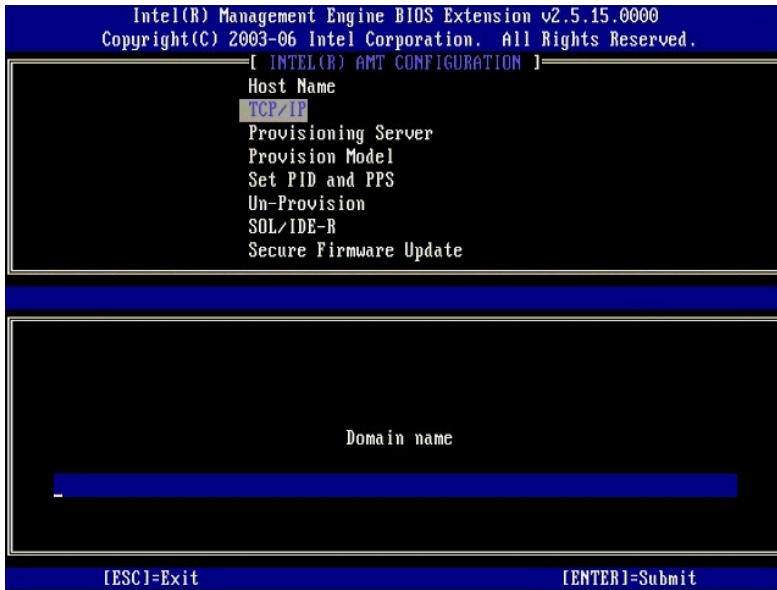 Intel(R) Management Engine BIOS Extension v2.5.15.0000
Copyright(C) 2003-06 Intel Corporation. All Rights Reserved.
[ INTEL(R) AMT CONFIGURATION ]
Host Name
TCP/IP
Provisioning Server
Provision Model
Set PID and PPS
Un-Provision
SOL/IDE-R
Secure Firmware Update
Domain name
[ESC]=Exit [ENTER]=Submit